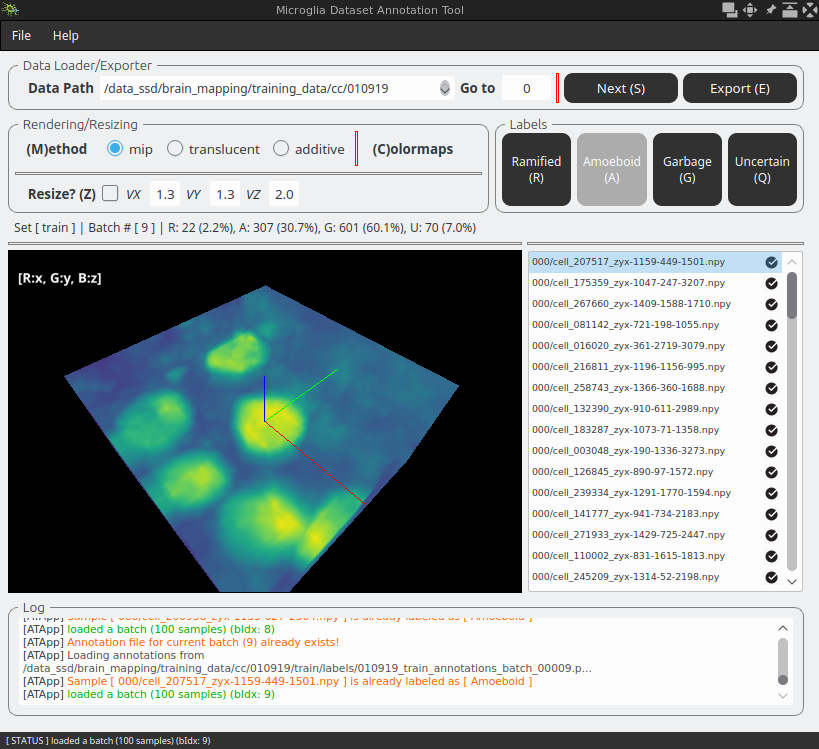 Microglia Dataset Annotation Tool
File Help
Data Loader/Exporter
Data Path /data_ssd/brain_mapping/training_data/cc/010919 Go to 0 Next (S) Export (E)
Rendering/Resizing
(M)ethod mip translucent additive (C)olormaps
Resize? (Z) VX 1.3 VY 1.3 VZ 2.0
Labels
Ramified (R)
Amoeboid (A)
Garbage (G)
Uncertain (Q)
Set [ train ] | Batch # [ 9 ] | R: 22 (2.2%), A: 307 (30.7%), G: 601 (60.1%), U: 70 (7.0%)
[R:x, G:y, B:z]
000/cell_207517_zyx-1159-449-1501.npy
000/cell_175359_zyx-1047-247-3207.npy
000/cell_267660_zyx-1409-1588-1710.npy
000/cell_081142_zyx-721-198-1055.npy
000/cell_016020_zyx-361-2719-3079.npy
000/cell_216811_zyx-1196-1156-995.npy
000/cell_258743_zyx-1366-360-1688.npy
000/cell_132390_zyx-910-611-2989.npy
000/cell_183287_zyx-1073-71-1358.npy
000/cell_003048_zyx-190-1336-3273.npy
000/cell_126845_zyx-890-97-1572.npy
000/cell_239334_zyx-1291-1770-1594.npy
000/cell_141777_zyx-941-734-2183.npy
000/cell_271933_zyx-1429-725-2447.npy
000/cell_110002_zyx-831-1615-1813.npy
000/cell_245209_zyx-1314-52-2198.npy
Log
[ATApp] loaded a batch (100 samples) (bIdx: 8)
[ATApp] Annotation file for current batch (9) already exists!
[ATApp] Loading annotations from
/data_ssd/brain_mapping/training_data/cc/010919/train/labels/010919_train_annotations_batch_00009.p...
[ATApp] Sample [ 000/cell_207517_zyx-1159-449-1501.npy ] is already labeled as [ Amoeboid ]
[ATApp] loaded a batch (100 samples) (bIdx: 9)
[ STATUS ] loaded a batch (100 samples) (bIdx: 9)